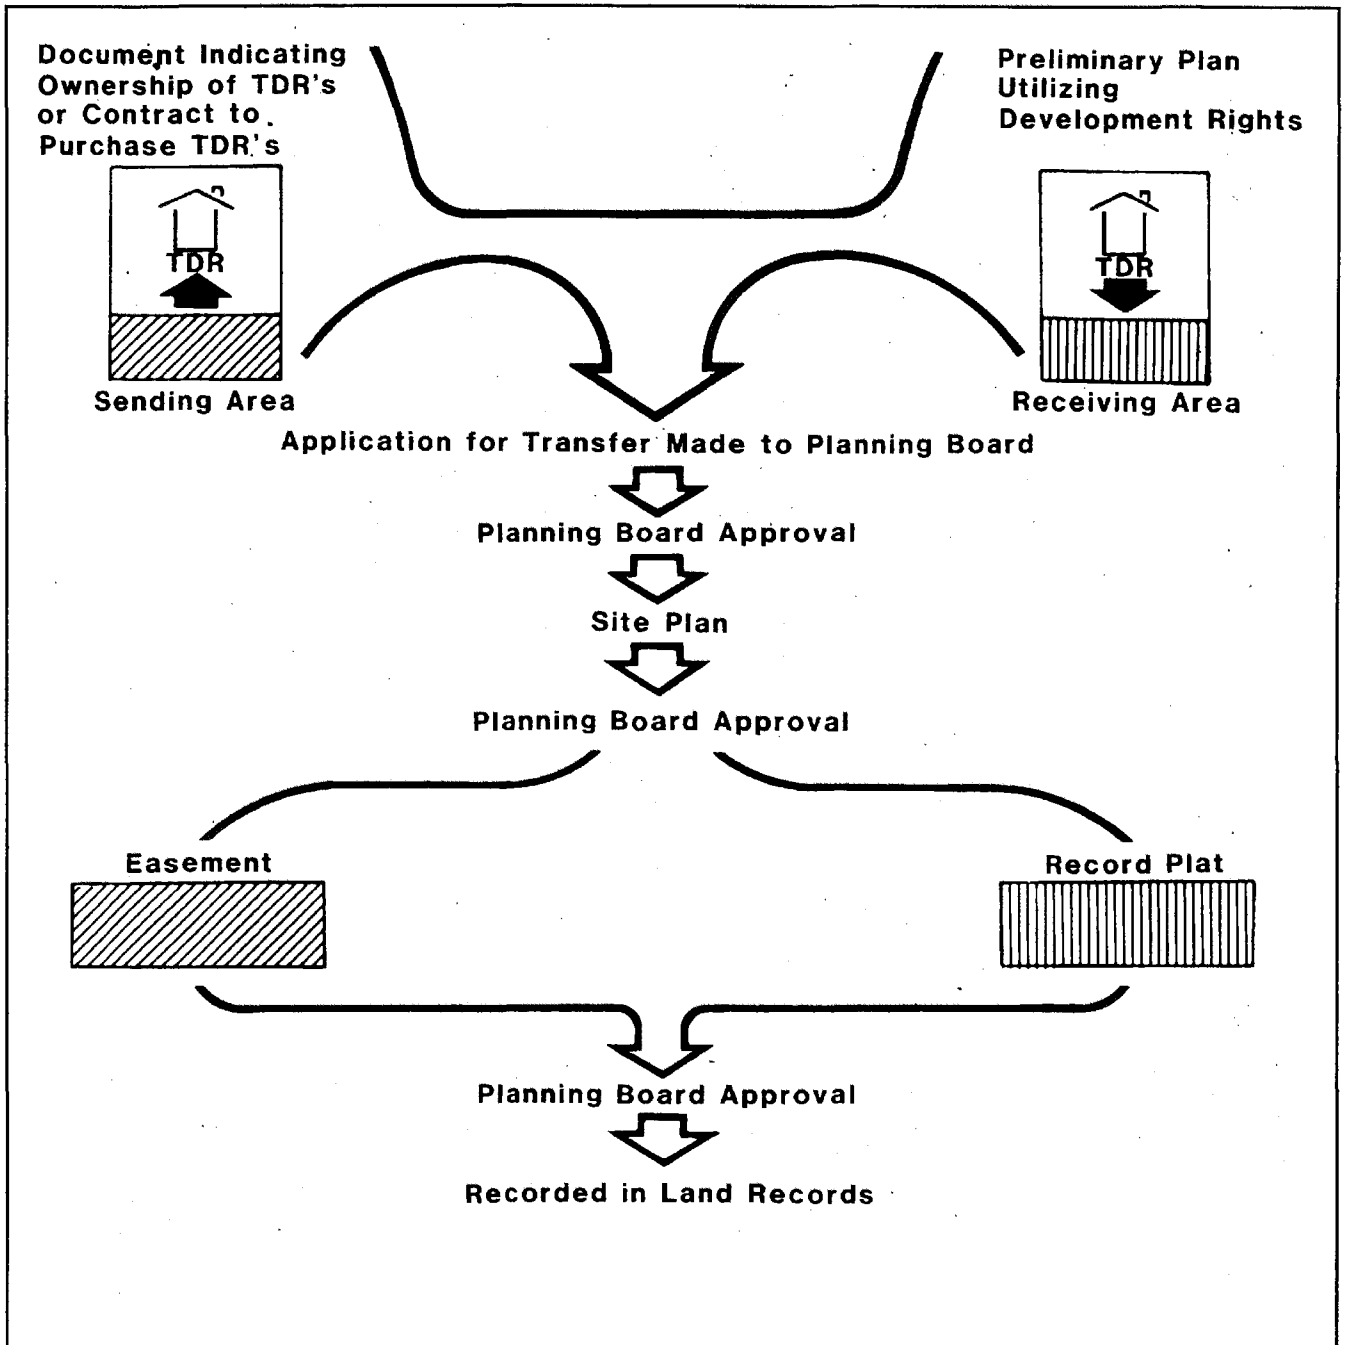 Document Indicating
Ownership of TDR's
or Contract to
Purchase TDR's
TDR
Sending Area
Preliminary Plan
Utilizing
Development Rights
TDR
Receiving Area
Application for Transfer Made to Planning Board
Planning Board Approval
Site Plan
Planning Board Approval
Easement
Record Plat
Planning Board Approval
Recorded in Land Records